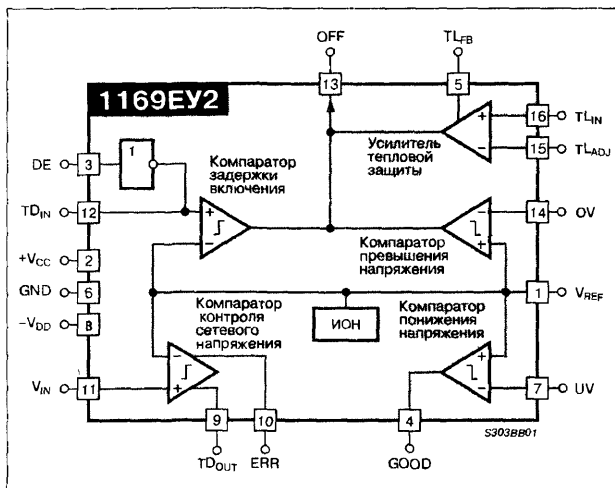 OFF
TL_FB
13
5
1169ЕУ2
16
TL_IN
Усилитель
тепловой
защиты
15
TL_ADJ
DE
3
1
Компаратор
задержки
включения
TD_IN
12
14
OV
+V_CC
2
Компаратор
превышения
напряжения
GND
6
1
V_REF
Компаратор
контроля
сетевого
напряжения
ИОН
Компаратор
понижения
напряжения
-V_DD
8
V_IN
11
7
UV
9
10
4
S303BB01
TD_OUT
ERR
GOOD